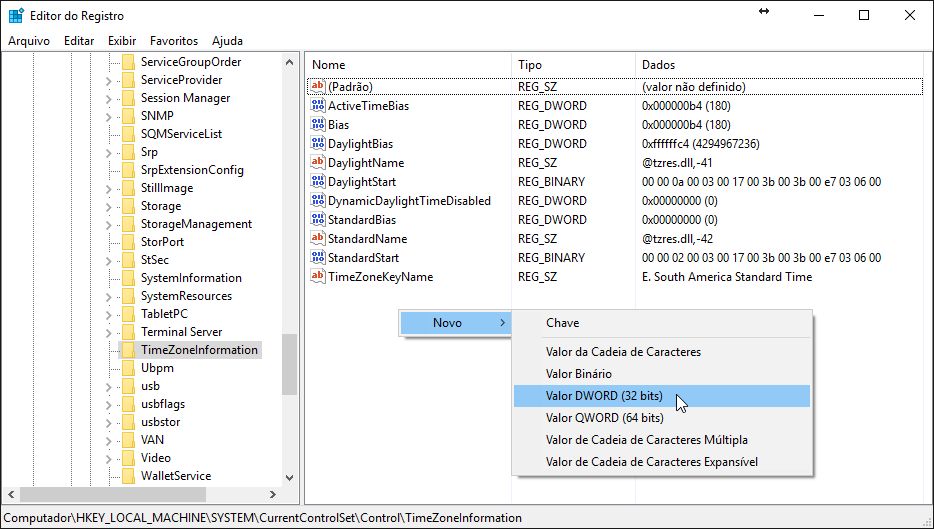 Editor do Registro
Arquivo Editar Exibir Favoritos Ajuda
ServiceGroupOrder
ServiceProvider
Session Manager
SNMP
SQMServiceList
Srp
SrpExtensionConfig
StillImage
Storage
StorageManagement
StorPort
StSec
SystemInformation
SystemResources
TabletPC
Terminal Server
TimeZoneInformation
Ubpm
usb
usbflags
usbstor
VAN
Video
WalletService
Nome Tipo Dados
(Padrão) REG_SZ (valor não definido)
ActiveTimeBias REG_DWORD 0x000000b4 (180)
Bias REG_DWORD 0x000000b4 (180)
DaylightBias REG_DWORD 0xffffffc4 (4294967236)
DaylightName REG_SZ @tzres.dll,-41
DaylightStart REG_BINARY 00 00 0a 00 03 00 17 00 3b 00 3b 00 e7 03 06 00
DynamicDaylightTimeDisabled REG_DWORD 0x00000000 (0)
StandardBias REG_DWORD 0x00000000 (0)
StandardName REG_SZ @tzres.dll,-42
StandardStart REG_BINARY 00 00 02 00 03 00 17 00 3b 00 3b 00 e7 03 06 00
TimeZoneKeyName REG_SZ E. South America Standard Time
Novo
Chave
Valor da Cadeia de Caracteres
Valor Binário
Valor DWORD (32 bits)
Valor QWORD (64 bits)
Valor de Cadeia de Caracteres Múltipla
Valor de Cadeia de Caracteres Expansível
Computador\HKEY_LOCAL_MACHINE\SYSTEM\CurrentControlSet\Control\TimeZoneInformation